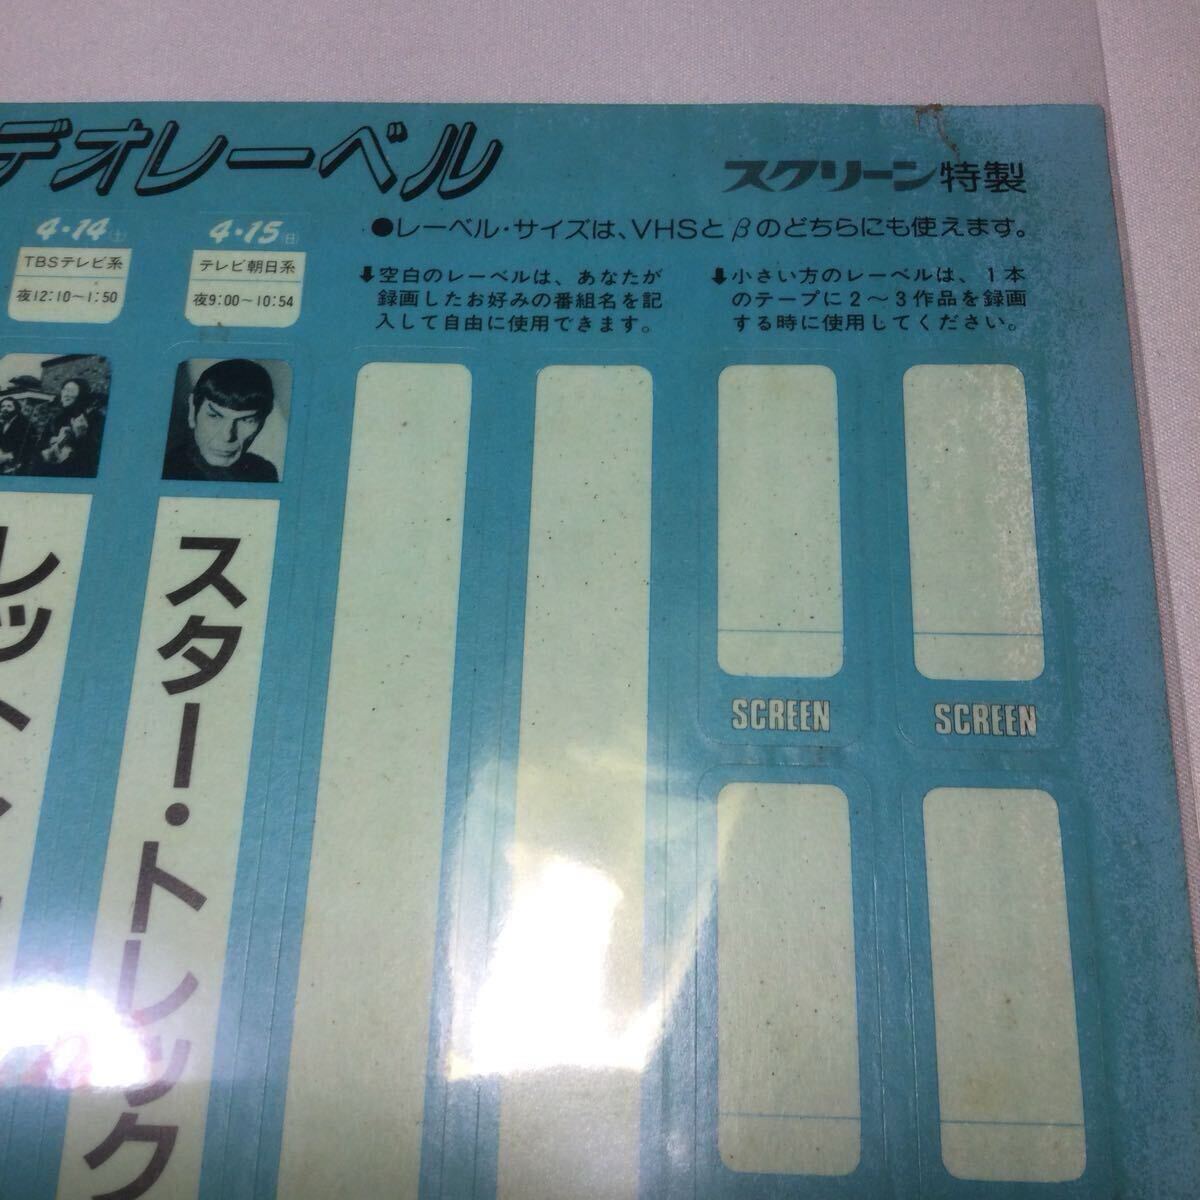 デオレーベル
スクリーン特製
4・14(土)
TBSテレビ系
夜12:10〜1:50
4・15(日)
テレビ朝日系
夜9:00〜10:54
●レーベル・サイズは、VHSとβのどちらにも使えます。
⬇空白のレーベルは、あなたが
録画したお好みの番組名を記
入して自由に使用できます。
⬇小さい方のレーベルは、1本
のテープに2〜3作品を録画
する時に使用してください。
スター・トレック
レット
SCREEN
SCREEN